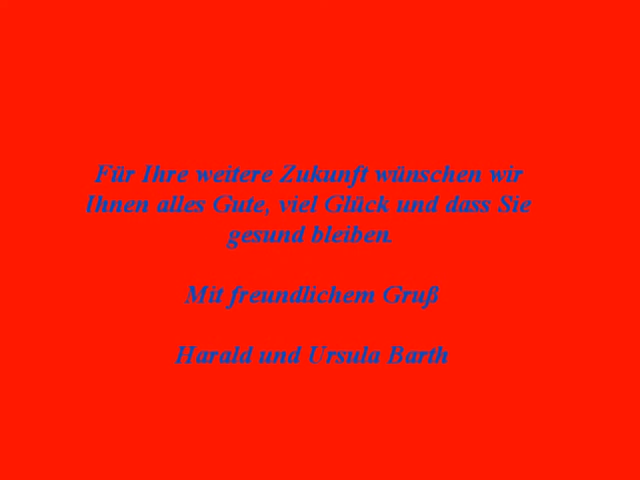 Für Ihre weitere Zukunft wünschen wir
Ihnen alles Gute, viel Glück und dass Sie
gesund bleiben.
Mit freundlichem Gruß
Harald und Ursula Barth